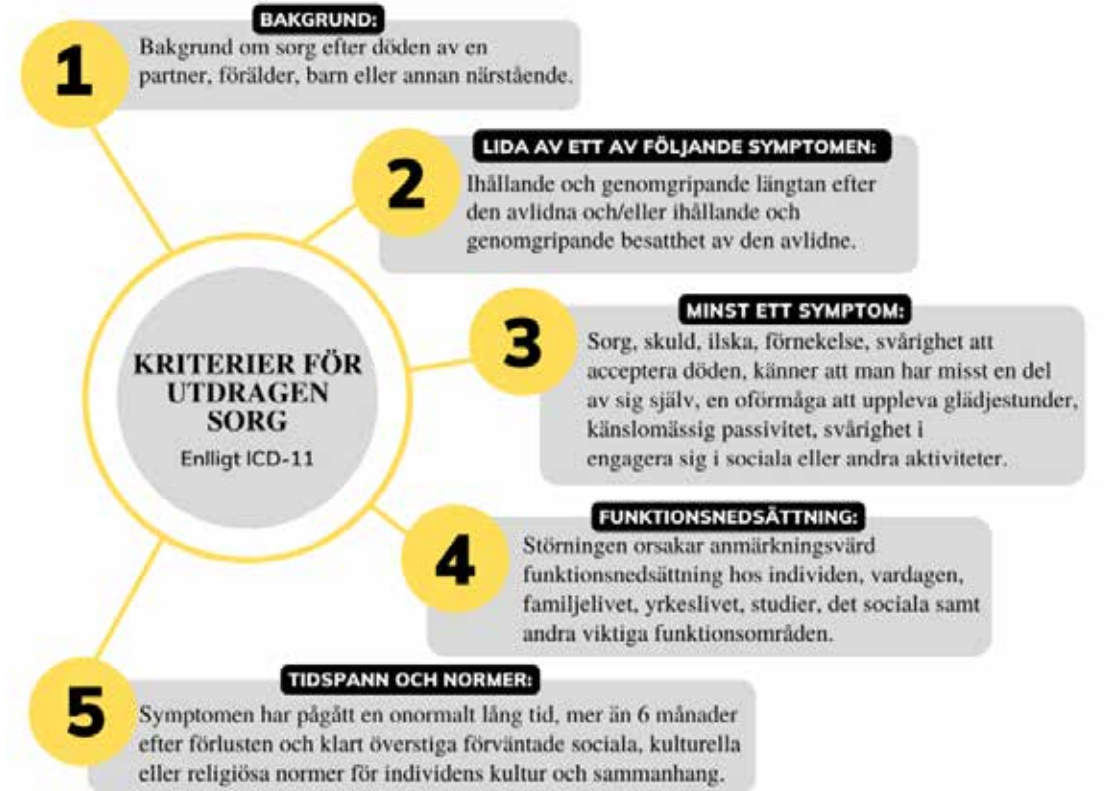 BAKGRUND:
1
Bakgrund om sorg efter döden av en
partner, förälder, barn eller annan närstående.
LIDA AV ETT AV FÖLJANDE SYMPTOMEN:
2
Ihållande och genomgripande längtan efter
den avlidna och/eller ihållande och
genomgripande besatthet av den avlidne.
MINST ETT SYMPTOM:
3
Sorg, skuld, ilska, förnekelse, svårighet att
acceptera döden, känner att man har misst en del
av sig själv, en oförmåga att uppleva glädjestunder,
känslomässig passivitet, svårighet i
engagera sig i sociala eller andra aktiviteter.
KRITERIER FÖR
UTDRAGEN
SORG
Enlligt ICD-11
FUNKTIONSNEDSÄTTNING:
4
Störningen orsakar anmärkningsvärd
funktionsnedsättning hos individen, vardagen,
familjelivet, yrkeslivet, studier, det sociala samt
andra viktiga funktionsområden.
TIDSPANN OCH NORMER:
5
Symptomen har pågått en onormalt lång tid, mer än 6 månader
efter förlusten och klart överstiga förväntade sociala, kulturella
eller religiösa normer för individens kultur och sammanhang.